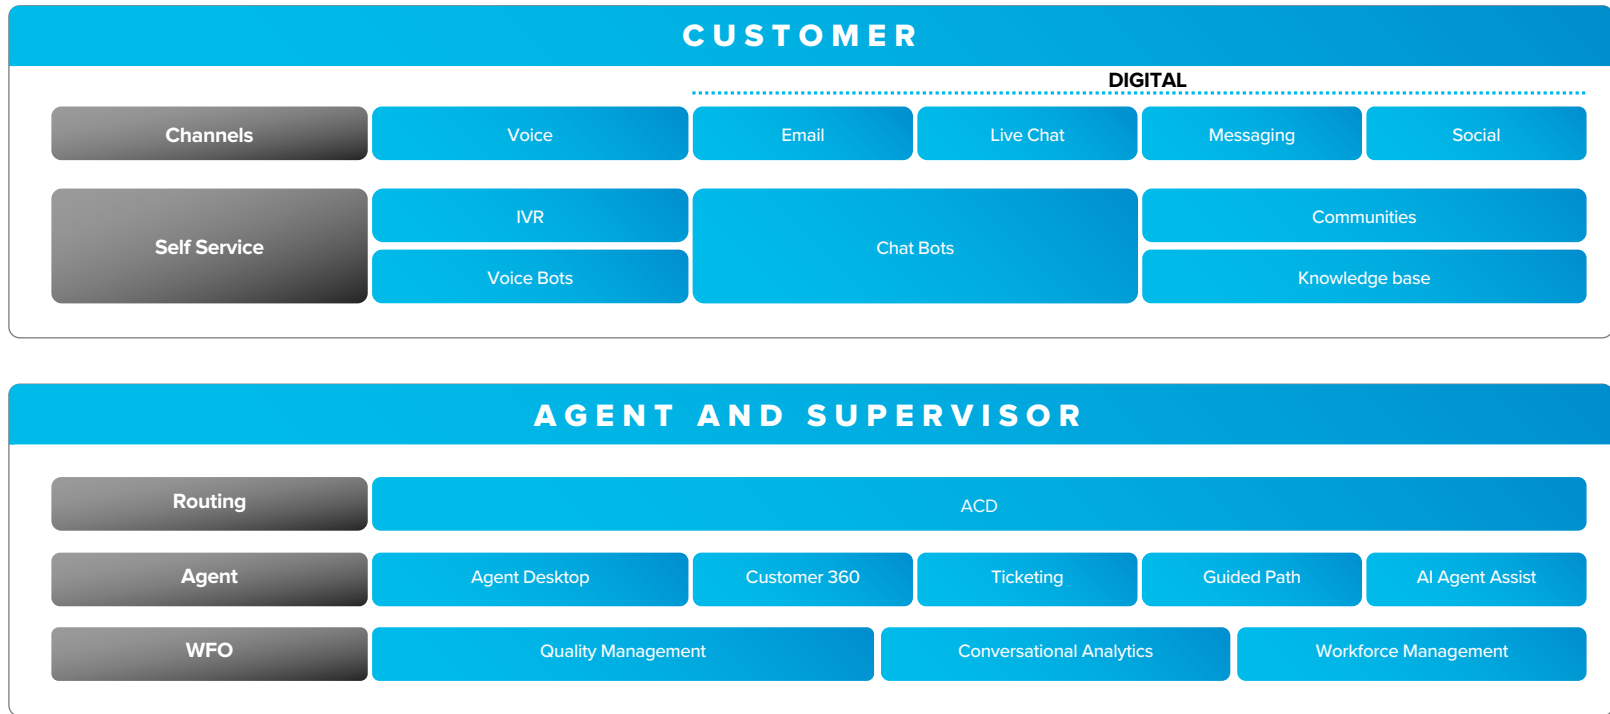 CUSTOMER
DIGITAL
Channels
Voice
Email
Live Chat
Messaging
Social
Self Service
IVR
Voice Bots
Chat Bots
Communities
Knowledge base
AGENT AND SUPERVISOR
Routing
ACD
Agent
Agent Desktop
Customer 360
Ticketing
Guided Path
AI Agent Assist
WFO
Quality Management
Conversational Analytics
Workforce Management